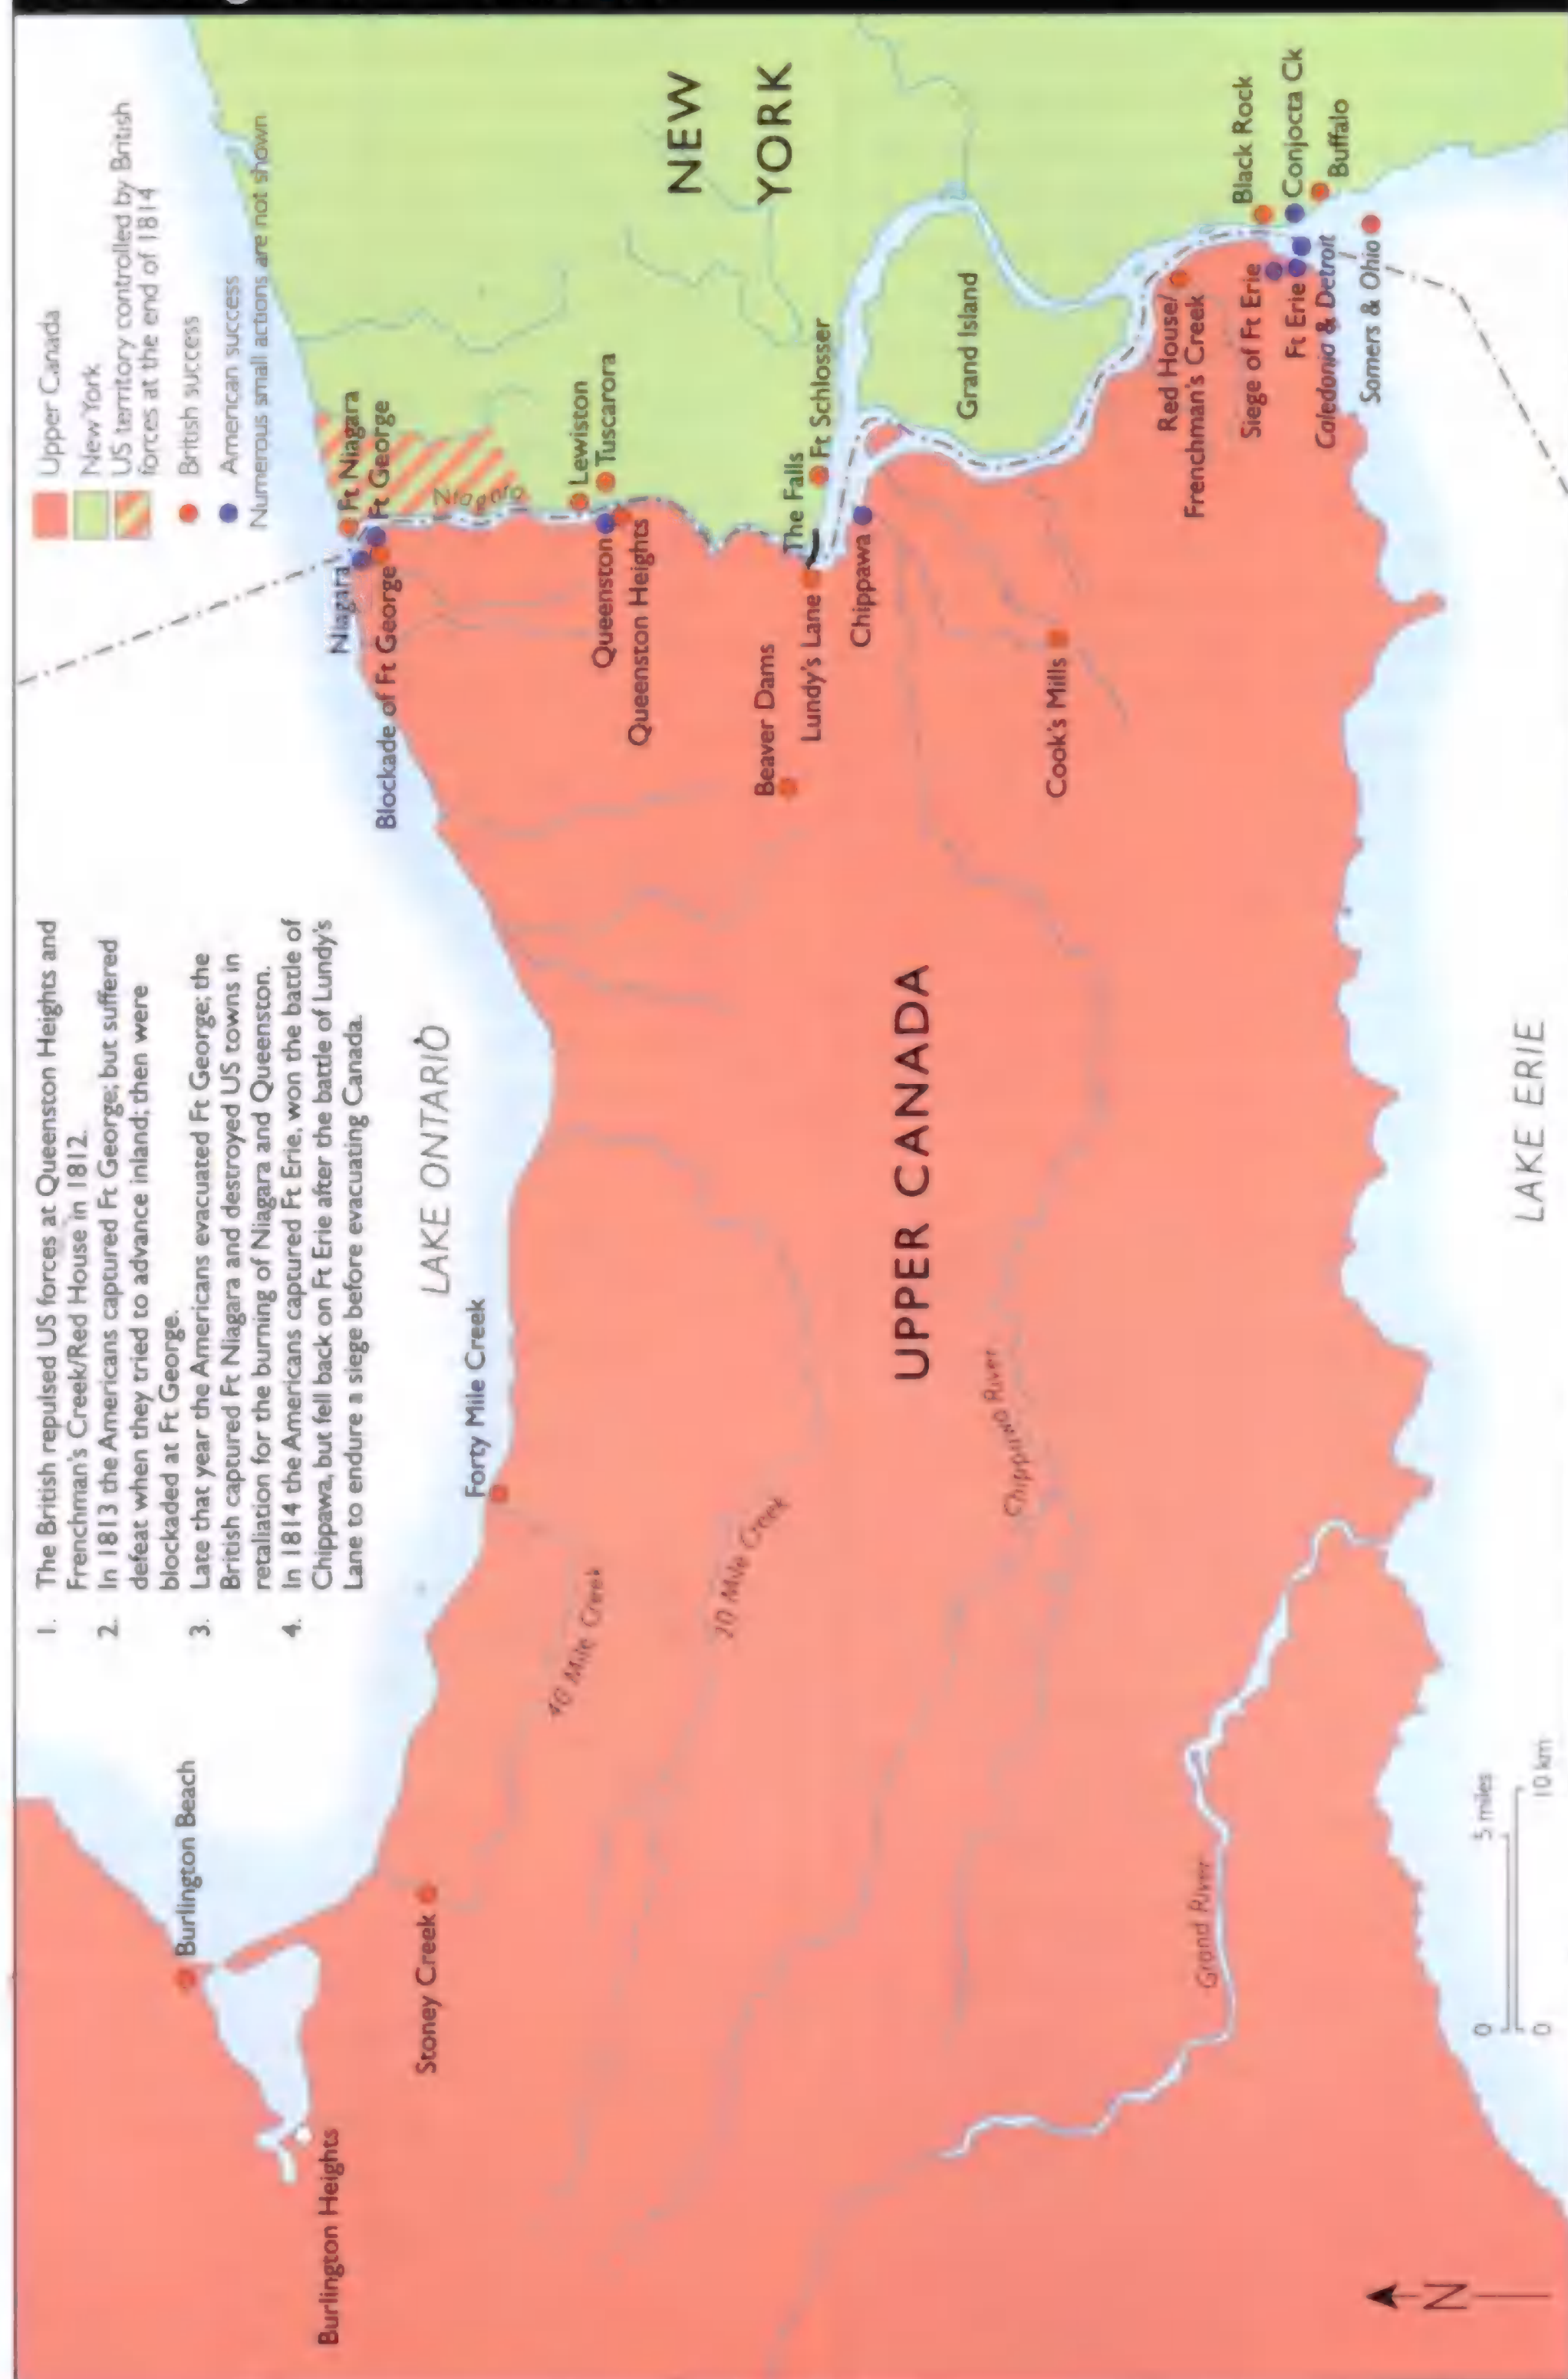 1. The British repulsed US forces at Queenston Heights and
Frenchman's Creek/Red House in 1812.
2. In 1813 the Americans captured Ft George; but suffered
defeat when they tried to advance inland; then were
blockaded at Ft George.
3. Late that year the Americans evacuated Ft George; the
British captured Ft Niagara and destroyed US towns in
retaliation for the burning of Niagara and Queenston.
4. In 1814 the Americans captured Ft Erie, won the battle of
Chippawa, but fell back on Ft Erie after the battle of Lundy's
Lane to endure a siege before evacuating Canada.
Upper Canada
New York
US territory controlled by British
forces at the end of 1814
British success
American success
Numerous small actions are not shown
Burlington Beach
Burlington Heights
Stoney Creek
Forty Mile Creek
40 Mile Creek
20 Mile Creek
LAKE ONTARIO
Niagara
Ft Niagara
Ft George
Blockade of Ft George
Niagara
Lewiston
Tuscarora
Queenston
Queenston Heights
NEW
YORK
Beaver Dams
Lundy's Lane
The Falls
Ft Schlosser
Chippawa
UPPER CANADA
Cook's Mills
Grand Island
Chippawa River
Grand River
Red House/
Frenchman's Creek
Black Rock
Siege of Ft Erie
Conjocta Ck
Ft Erie
Buffalo
Caledonia & Detroit
Somers & Ohio
LAKE ERIE
N
0 5 miles
0 10 km